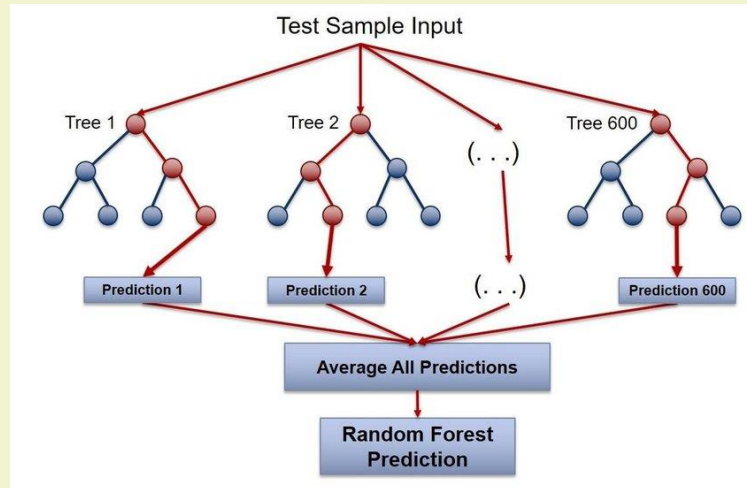 Test Sample Input
Tree 1
Tree 2
Tree 600
(. . .)
Prediction 1
Prediction 2
(. . .)
Prediction 600
Average All Predictions
Random Forest
Prediction